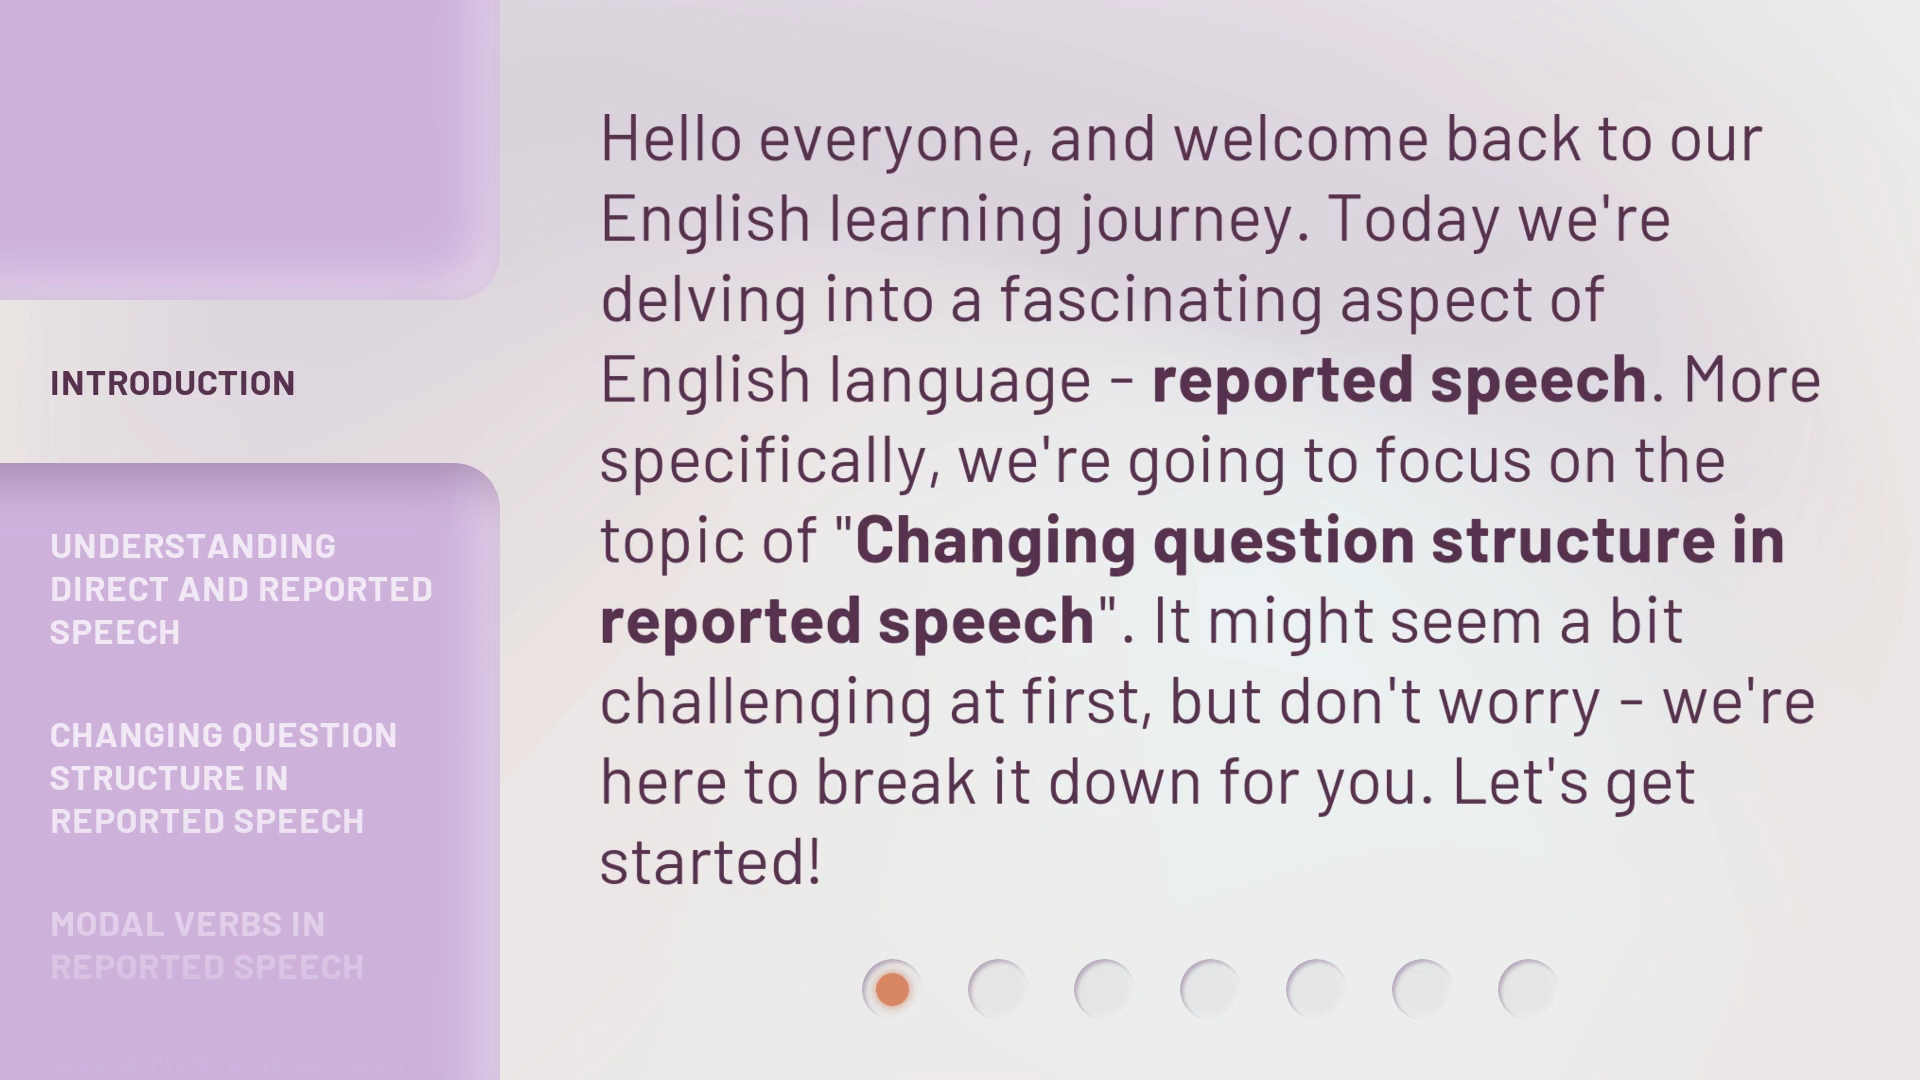 INTRODUCTION
UNDERSTANDING
DIRECT AND REPORTED
SPEECH
CHANGING QUESTION
STRUCTURE IN
REPORTED SPEECH
MODAL VERBS IN
REPORTED SPEECH
Hello everyone, and welcome back to our
English learning journey. Today we're
delving into a fascinating aspect of
English language - reported speech. More
specifically, we're going to focus on the
topic of "Changing question structure in
reported speech". It might seem a bit
challenging at first, but don't worry - we're
here to break it down for you. Let's get
started!